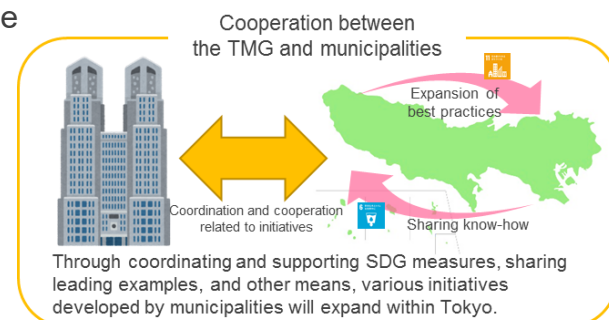 e
Cooperation between
the TMG and municipalities
Expansion of
best practices
Coordination and cooperation
related to initiatives
Sharing know-how
Through coordinating and supporting SDG measures, sharing
leading examples, and other means, various initiatives
developed by municipalities will expand within Tokyo.